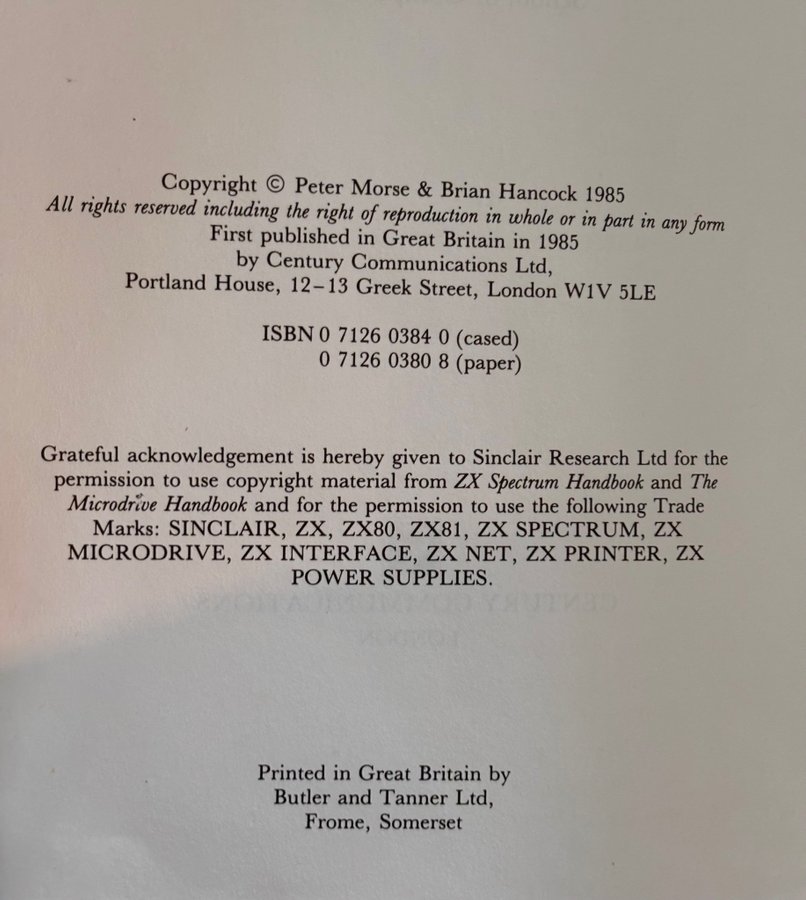 Copyright © Peter Morse & Brian Hancock 1985
All rights reserved including the right of reproduction in whole or in part in any form
First published in Great Britain in 1985
by Century Communications Ltd,
Portland House, 12–13 Greek Street, London W1V 5LE
ISBN 0 7126 0384 0 (cased)
0 7126 0380 8 (paper)
Grateful acknowledgement is hereby given to Sinclair Research Ltd for the
permission to use copyright material from ZX Spectrum Handbook and The
Microdrive Handbook and for the permission to use the following Trade
Marks: SINCLAIR, ZX, ZX80, ZX81, ZX SPECTRUM, ZX
MICRODRIVE, ZX INTERFACE, ZX NET, ZX PRINTER, ZX
POWER SUPPLIES.
CENTURY COMMUNICATIONS
LONDON
Printed in Great Britain by
Butler and Tanner Ltd,
Frome, Somerset